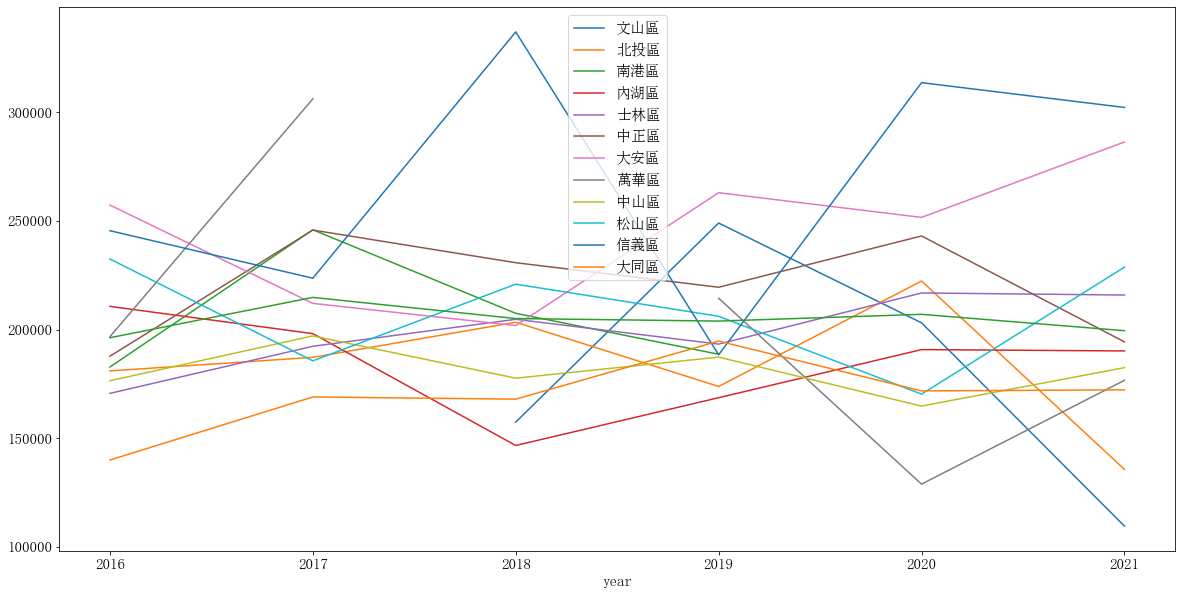 文山區
北投區
南港區
內湖區
士林區
中正區
大安區
萬華區
中山區
松山區
信義區
大同區
300000
250000
200000
150000
100000
2016 2017 2018 2019 2020 2021
year